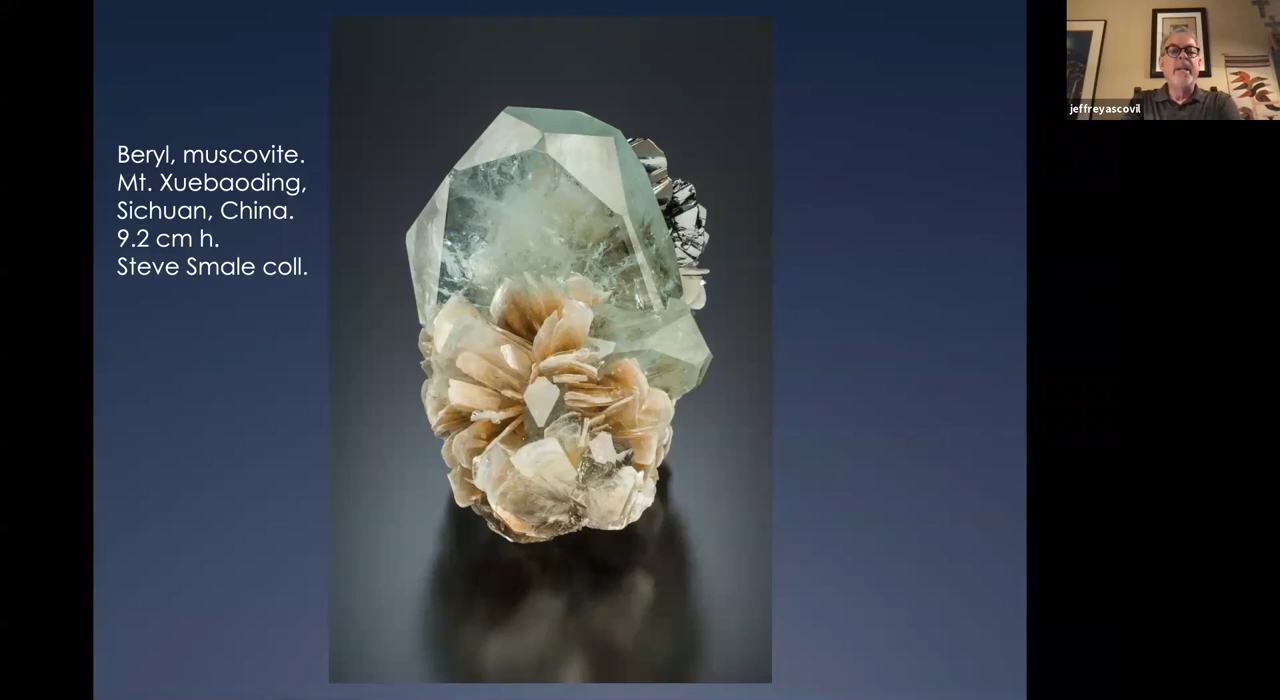 Beryl, muscovite.
Mt. Xuebaoding,
Sichuan, China.
9.2 cm h.
Steve Smale coll.
jeffreyascovil